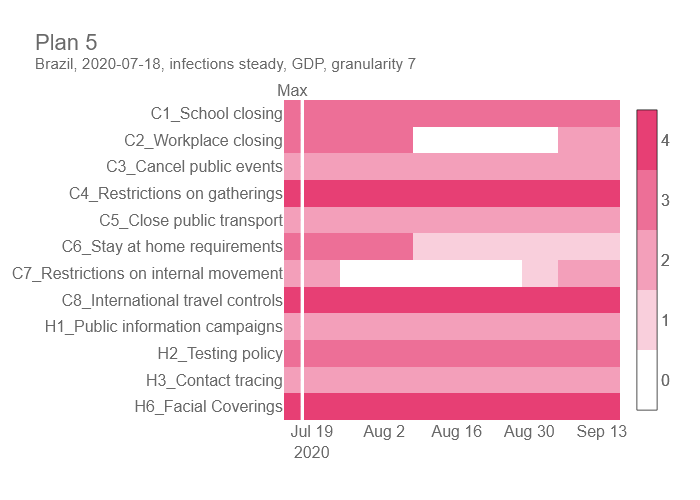 Plan 5
Brazil, 2020-07-18, infections steady, GDP, granularity 7
Max
C1_School closing
C2_Workplace closing
C3_Cancel public events
C4_Restrictions on gatherings
C5_Close public transport
C6_Stay at home requirements
C7_Restrictions on internal movement
C8_International travel controls
H1_Public information campaigns
H2_Testing policy
H3_Contact tracing
H6_Facial Coverings
Jul 19 Aug 2 Aug 16 Aug 30 Sep 13
2020
4
3
2
1
0